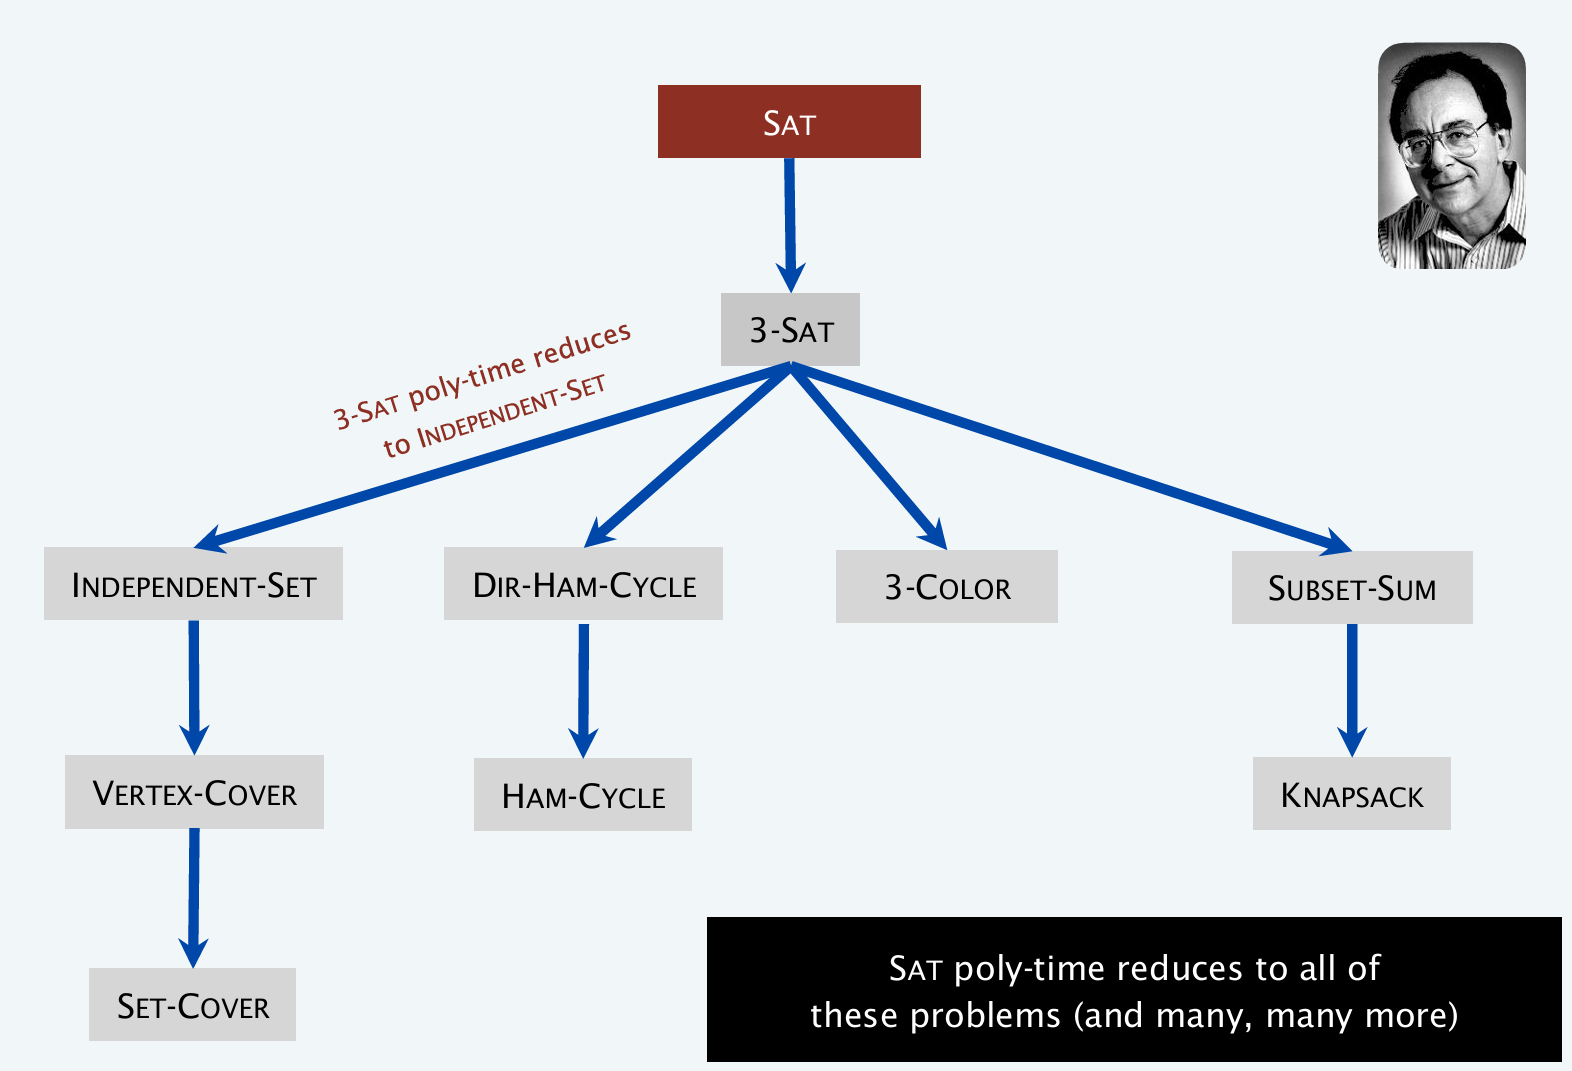 SAT
3-SAT
3-SAT poly-time reduces
to INDEPENDENT-SET
INDEPENDENT-SET
DIR-HAM-CYCLE
3-COLOR
SUBSET-SUM
VERTEX-COVER
HAM-CYCLE
KNAPSACK
SET-COVER
SAT poly-time reduces to all of
these problems (and many, many more)